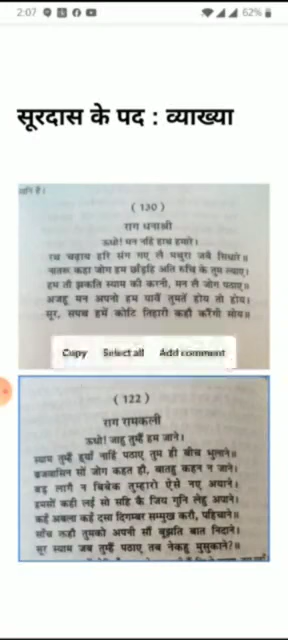 2:07
62%
सूरदास के पद : व्याख्या
( 130 )
राग धनाश्री
ऊधो! मन नहिं हाथ हमारे।
रथ चढ़ाय हरि संग गए लै मथुरा जबै सिधारे॥
नातरु कहा जोग हम छाँड़हि अति रुचि कै तुम ल्याए।
हम तौ झकति स्याम की करनी, मन लै जोग पठाए॥
अजहू मन अपनो हम पावैं तुमतें होय तो होय।
सूर, सपथ हमें कोटि तिहारी कहौ करैंगी सोय॥
Copy Select all Add comment
( 122 )
राग रामकली
ऊधो! जाहु तुम्हैं हम जाने।
स्याम तुम्हैं ह्याँ नाहिं पठाए तुम हौ बीच भुलाने॥
ब्रजवासिन सों जोग कहत हौ, बातहु कहन न जाने।
बड़ लागै न बिबेक तुम्हारो ऐसे नए अयाने।
हमसों कही लई सो सहि कै जिय गुनि लेहु अपाने।
कहँ अबला कहँ दसा दिगम्बर सम्मुख करौ, पहिचाने॥
साँच कहौ तुमको अपनी सौं बूझति बात निदाने।
सूर स्याम जब तुम्हैं पठाए तब नेकहु मुसुकाने?॥